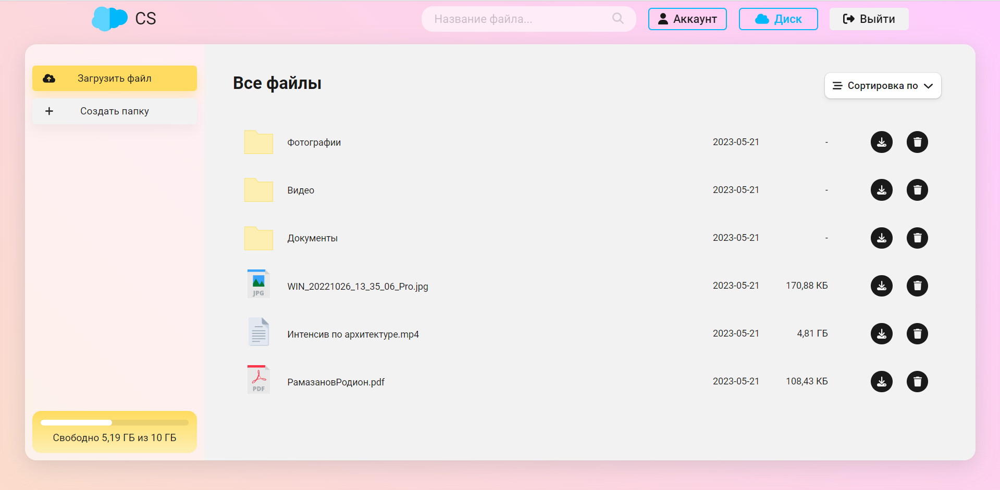 CS
Название файла...
Аккаунт
Диск
Выйти
Загрузить файл
Создать папку
Свободно 5,19 ГБ из 10 ГБ
Все файлы
Сортировка по
Фотографии 2023-05-21 -
Видео 2023-05-21 -
Документы 2023-05-21 -
JPG WIN_20221026_13_35_06_Pro.jpg 2023-05-21 170,88 КБ
Интенсив по архитектуре.mp4 2023-05-21 4,81 ГБ
PDF РамазановРодион.pdf 2023-05-21 108,43 КБ